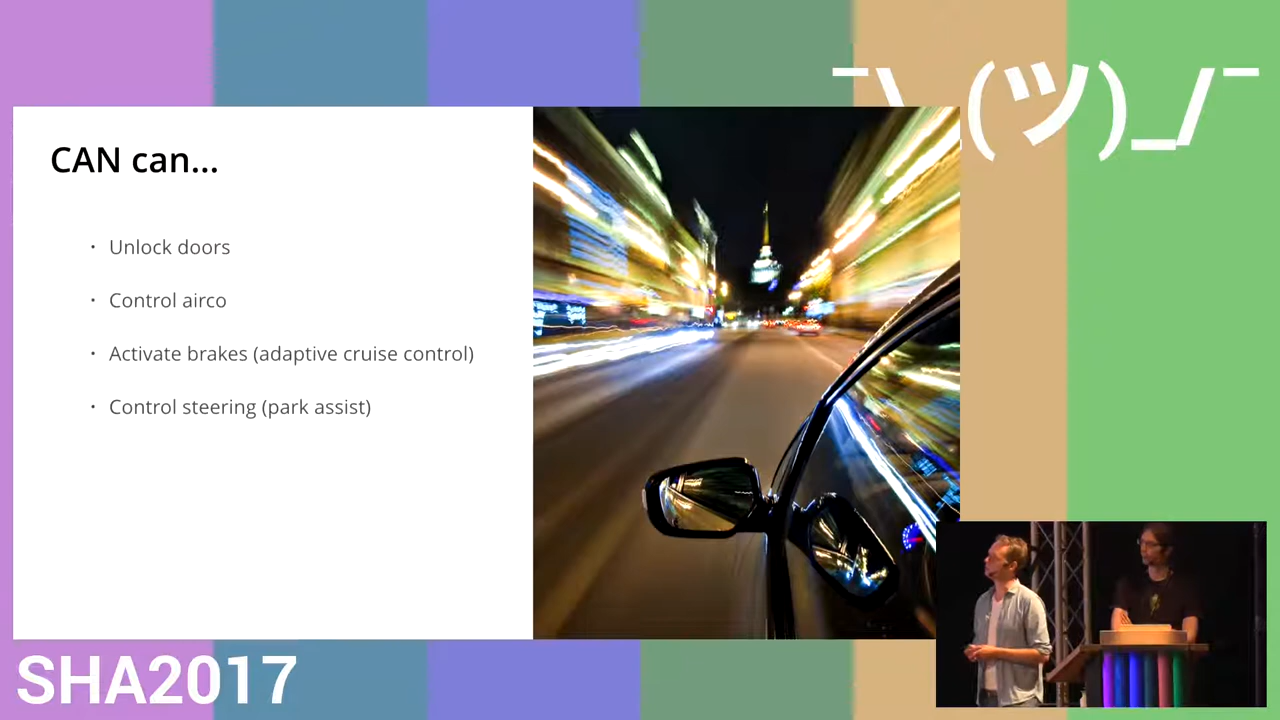 ¯\_(ツ)_/¯
CAN can...
· Unlock doors
· Control airco
· Activate brakes (adaptive cruise control)
· Control steering (park assist)
SHA2017